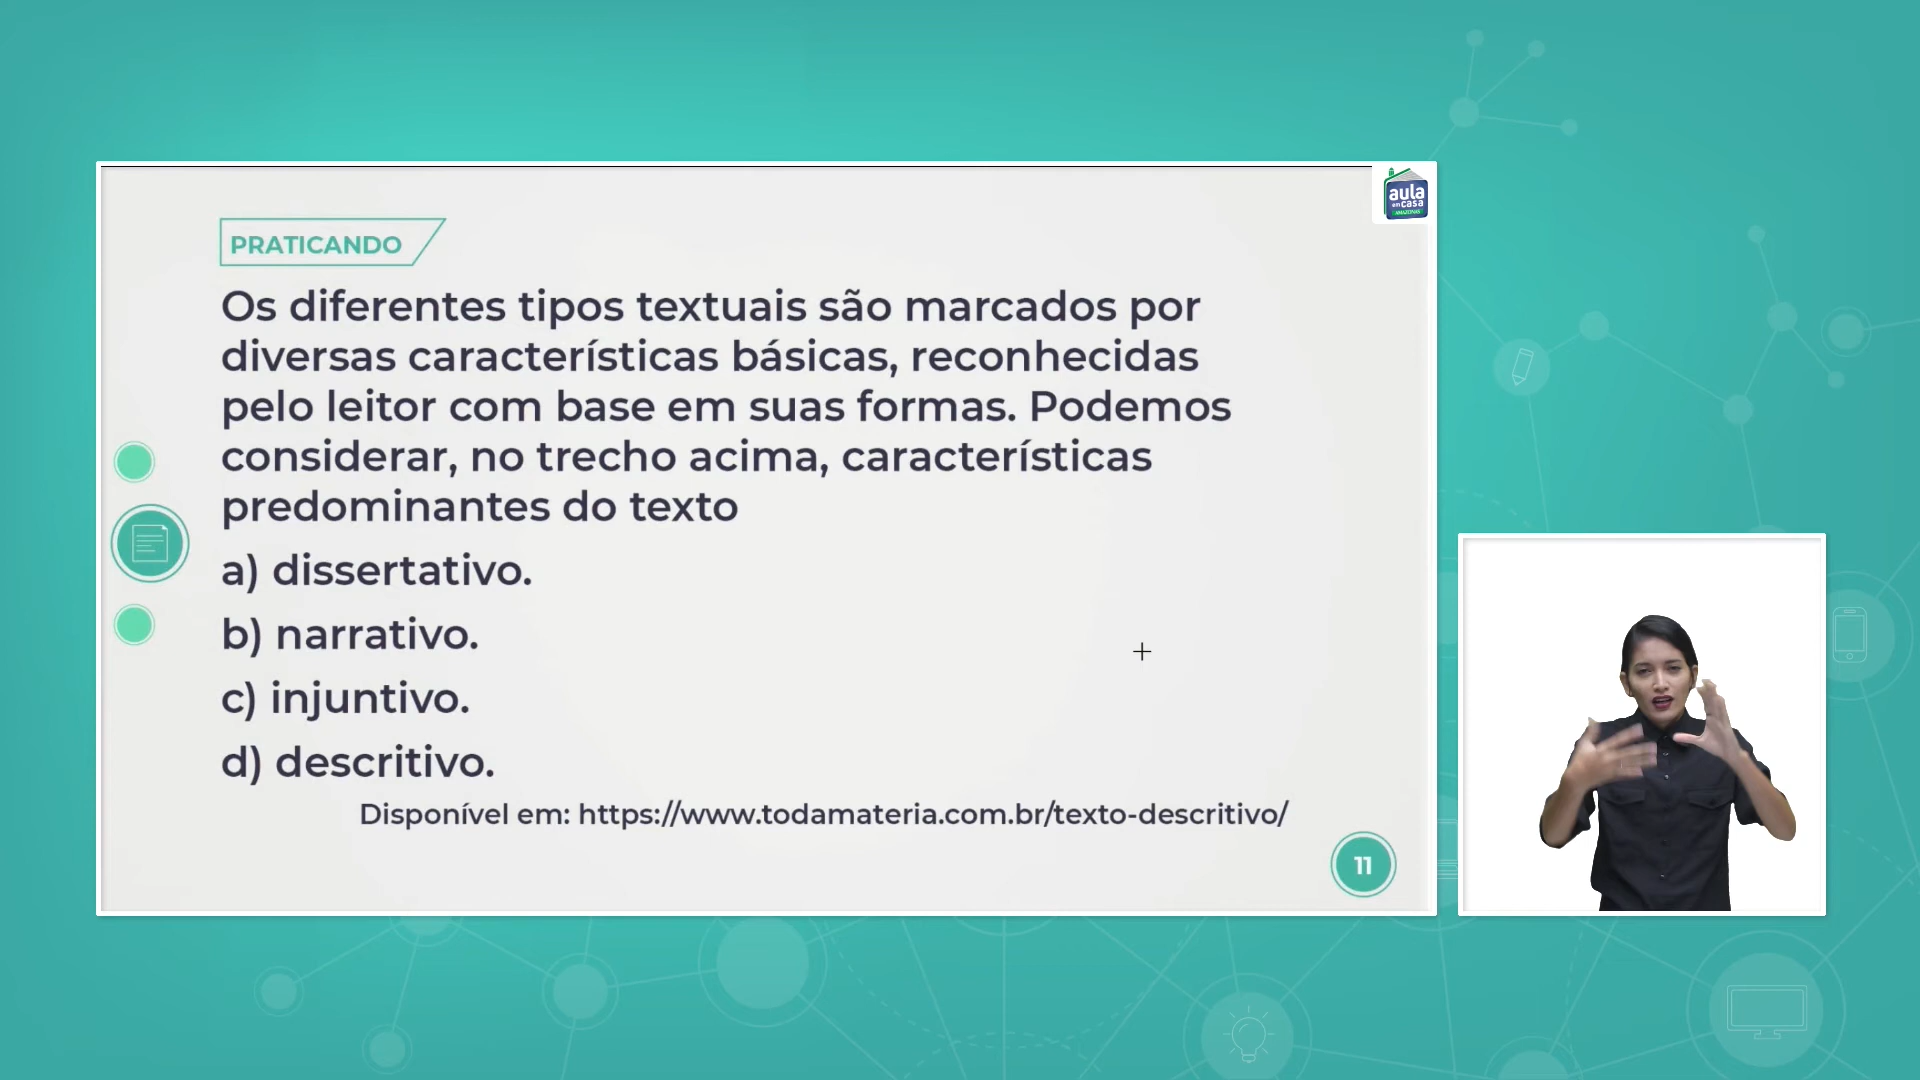 aula
em casa
AMAZONAS
PRATICANDO
Os diferentes tipos textuais são marcados por
diversas características básicas, reconhecidas
pelo leitor com base em suas formas. Podemos
considerar, no trecho acima, características
predominantes do texto
a) dissertativo.
b) narrativo.
c) injuntivo.
d) descritivo.
Disponível em: https://www.todamateria.com.br/texto-descritivo/
11